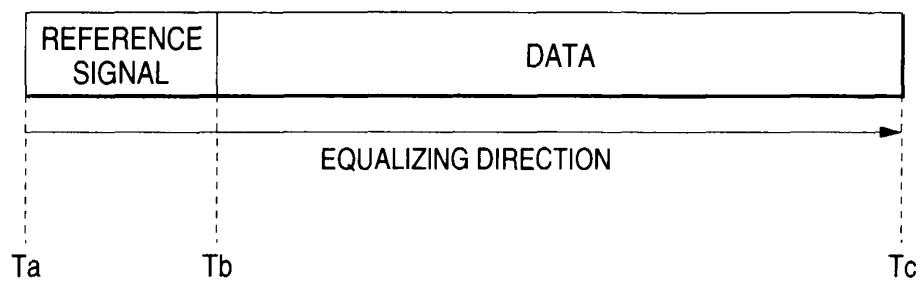 REFERENCE
SIGNAL
DATA
EQUALIZING DIRECTION
Ta
Tb
Tc